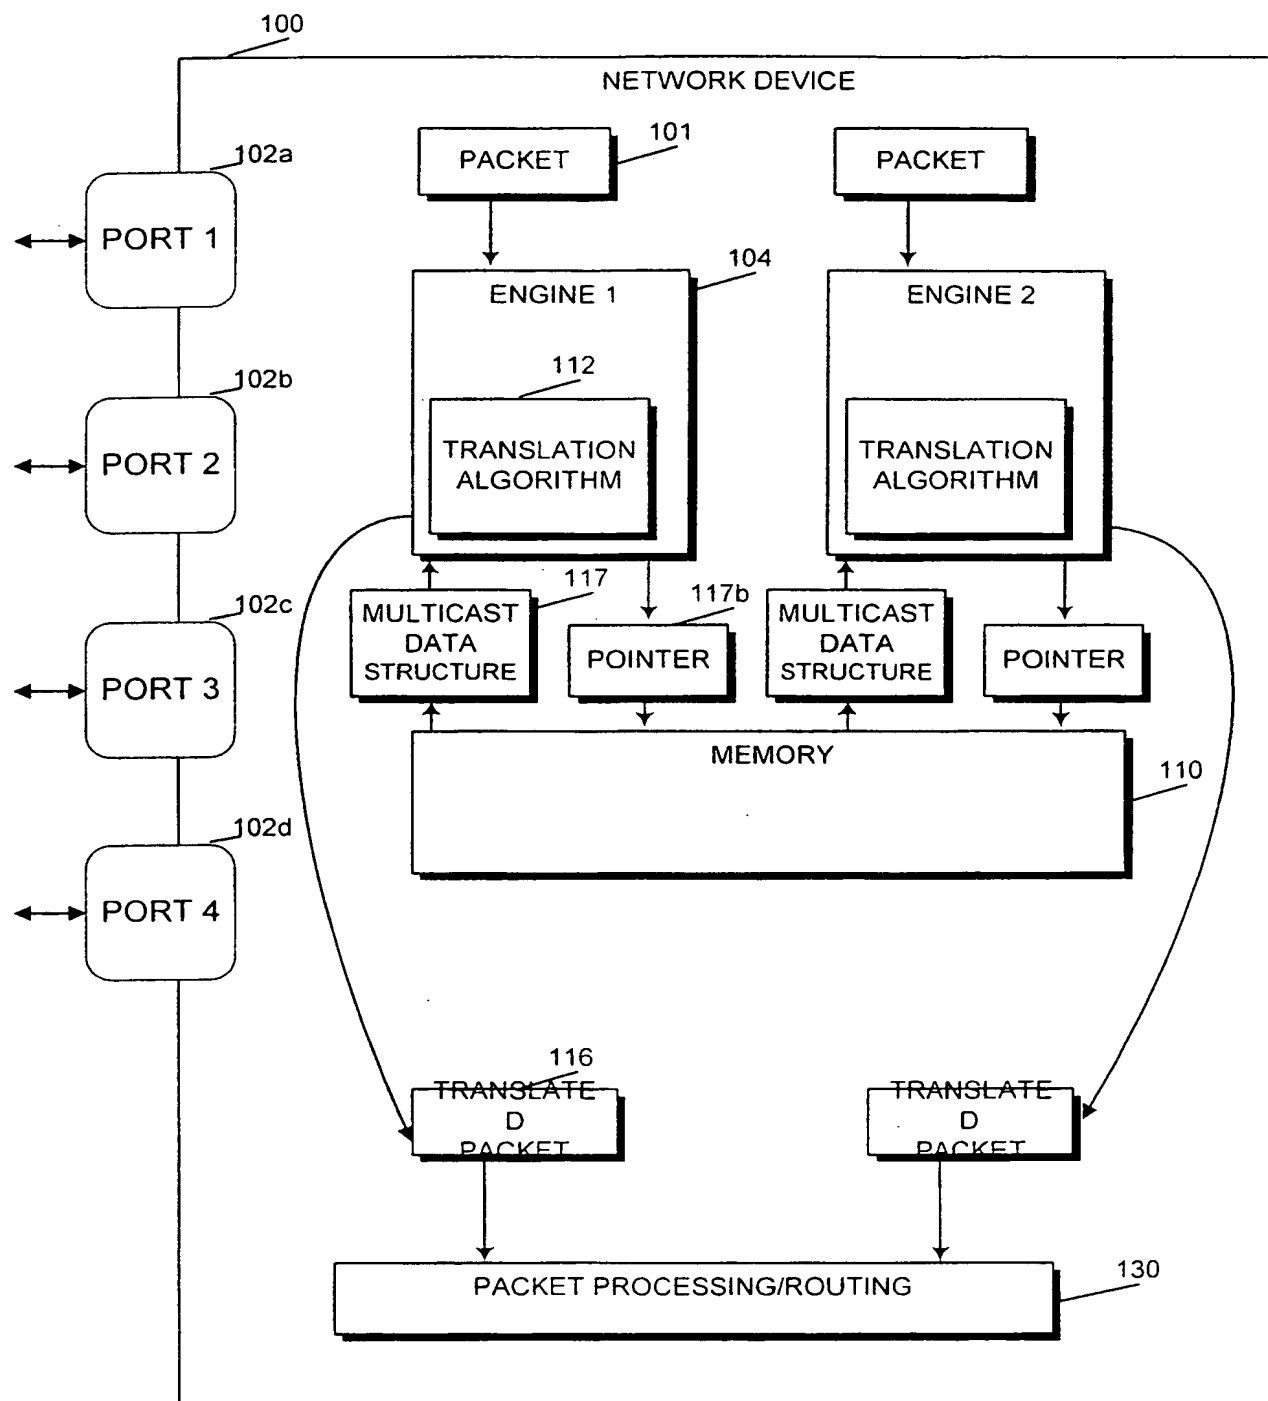 100
NETWORK DEVICE
102a
101
PACKET
PACKET
PORT 1
104
ENGINE 1
ENGINE 2
112
102b
TRANSLATION
ALGORITHM
TRANSLATION
ALGORITHM
PORT 2
117
117b
102c
MULTICAST
DATA
STRUCTURE
POINTER
MULTICAST
DATA
STRUCTURE
POINTER
PORT 3
MEMORY
110
102d
PORT 4
116
TRANSLATE
D
PACKET
TRANSLATE
D
PACKET
PACKET PROCESSING/ROUTING
130